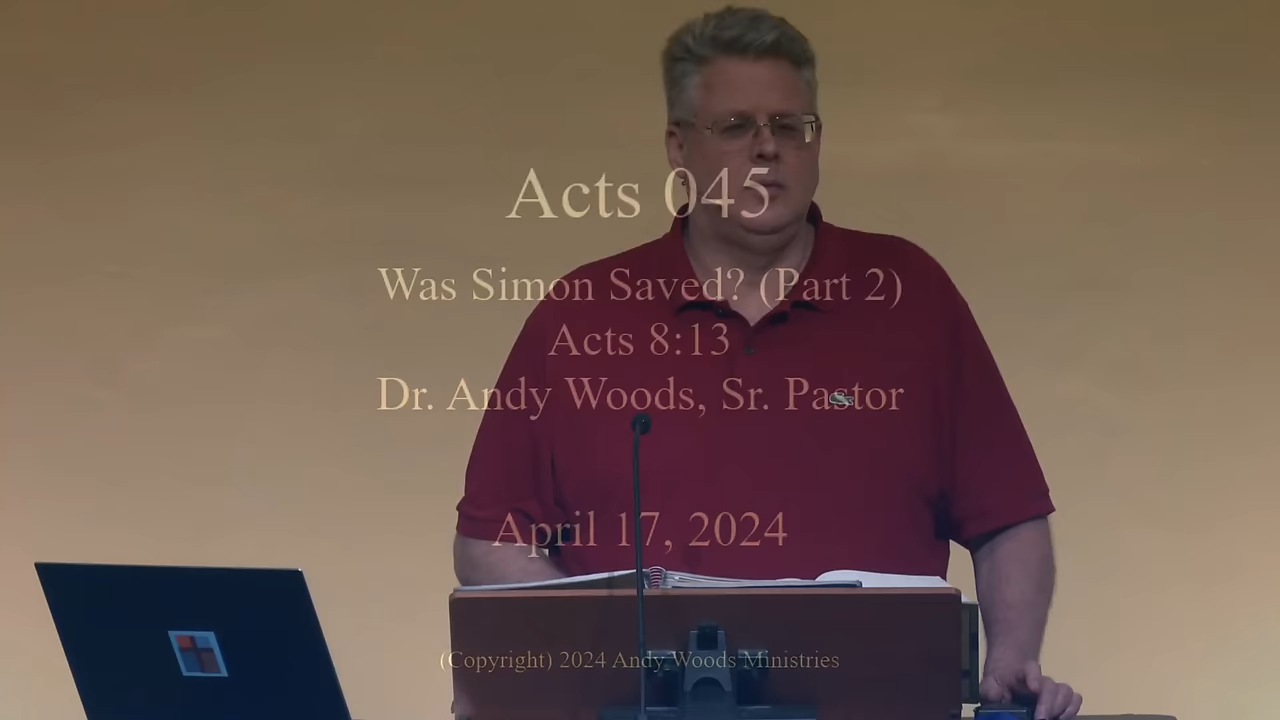 Acts 045
Was Simon Saved? (Part 2)
Acts 8:13
Dr. Andy Woods, Sr. Pastor
April 17, 2024
(Copyright) 2024 Andy Woods Ministries